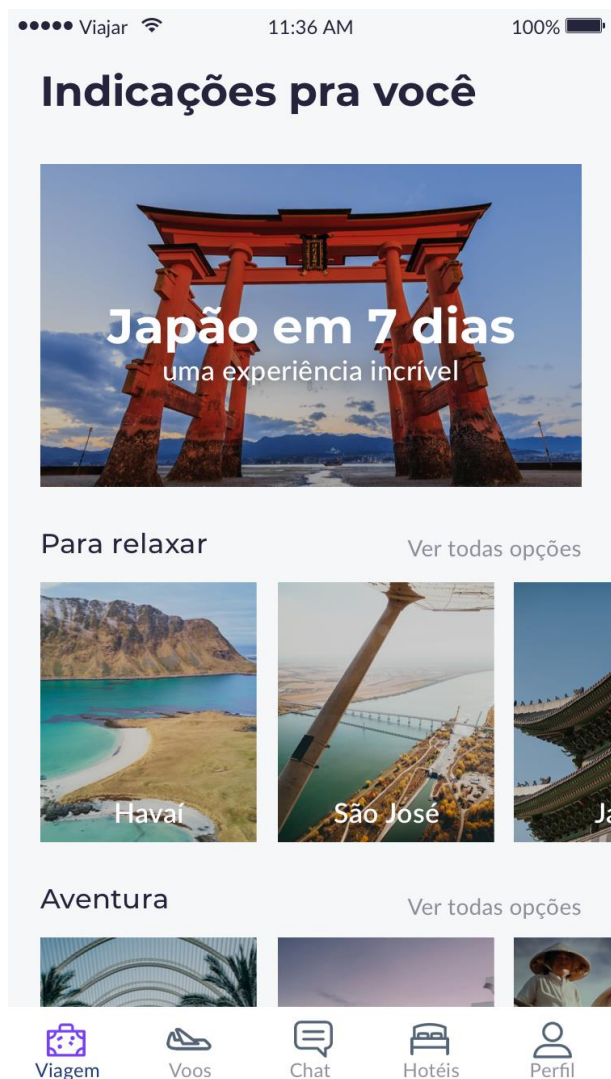 Viajar 11:36 AM 100%
Indicações pra você
Japão em 7 dias
uma experiência incrível
Para relaxar Ver todas opções
Havaí São José
Aventura Ver todas opções
Viagem Voos Chat Hotéis Perfil